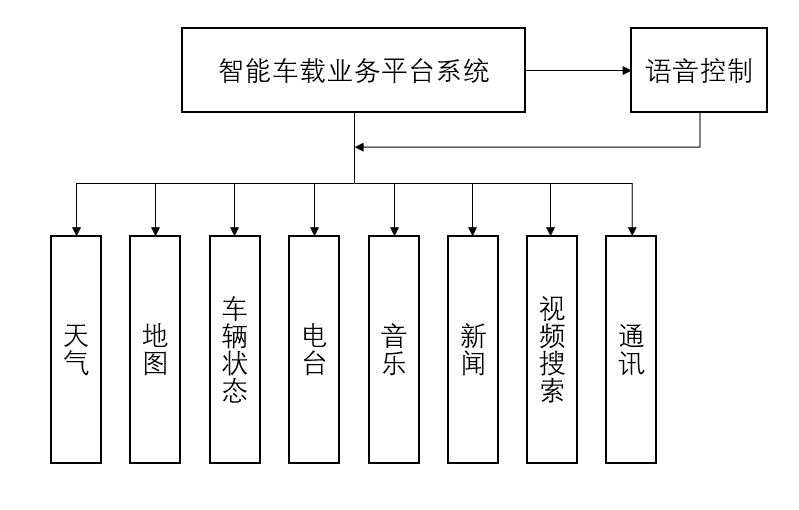 智能车载业务平台系统
语音控制
天气
地图
车辆状态
电台
音乐
新闻
视频搜索
通讯